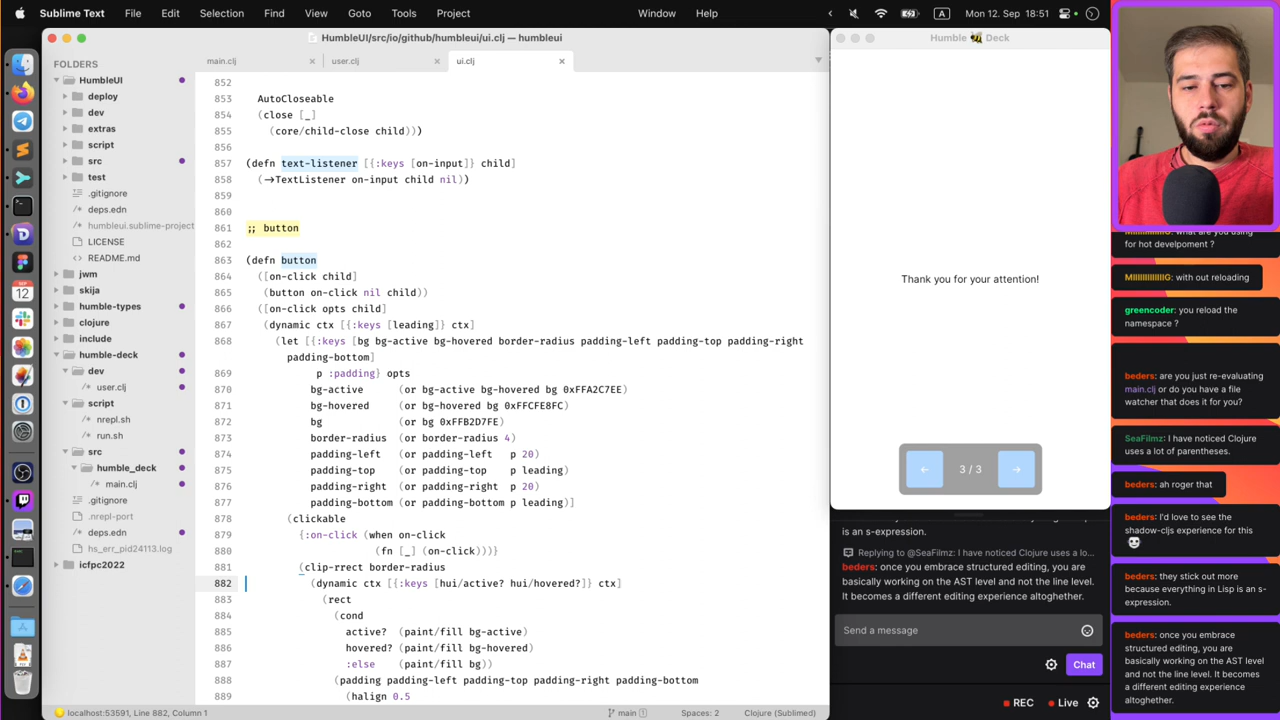 Sublime Text File Edit Selection Find View Goto Tools Project Window Help A Mon 12. Sep 18:51
HumbleUI/src/io/github/humbleui/ui.clj — humbleui
FOLDERS
HumbleUI
deploy
dev
extras
script
src
test
.gitignore
deps.edn
humbleui.sublime-project
LICENSE
README.md
jwm
skija
humble-types
clojure
include
humble-deck
dev
user.clj
script
nrepl.sh
run.sh
src
humble_deck
main.clj
.gitignore
.nrepl-port
deps.edn
hs_err_pid24113.log
icfpc2022
SEP
12
main.clj × user.clj × ui.clj ×
852
853 AutoCloseable
854 (close [_]
855 (core/child-close child)))
856
857 (defn text-listener [{:keys [on-input]} child]
858 (->TextListener on-input child nil))
859
860
861 ;; button
862
863 (defn button
864 ([on-click child]
865 (button on-click nil child))
866 ([on-click opts child]
867 (dynamic ctx [{:keys [leading]} ctx]
868 (let [{:keys [bg bg-active bg-hovered border-radius padding-left padding-top padding-right
padding-bottom]
869 p :padding} opts
870 bg-active (or bg-active bg-hovered bg 0xFFA2C7EE)
871 bg-hovered (or bg-hovered bg 0xFFCFE8FC)
872 bg (or bg 0xFFB2D7FE)
873 border-radius (or border-radius 4)
874 padding-left (or padding-left p 20)
875 padding-top (or padding-top p leading)
876 padding-right (or padding-right p 20)
877 padding-bottom (or padding-bottom p leading)]
878 (clickable
879 {:on-click (when on-click
880 (fn [_] (on-click)))}
881 (clip-rrect border-radius
882 (dynamic ctx [{:keys [hui/active? hui/hovered?]} ctx]
883 (rect
884 (cond
885 active? (paint/fill bg-active)
886 hovered? (paint/fill bg-hovered)
887 :else (paint/fill bg))
888 (padding padding-left padding-top padding-right padding-bottom
889 (halign 0.5
localhost:53591, Line 882, Column 1 main 1 Spaces: 2 Clojure (Sublimed)
Humble 🐝 Deck
Thank you for your attention!
← 3 / 3 →
is an s-expression.
Replying to @SeaFilmz: I have noticed Clojure uses a lo...
beders: once you embrace structured editing, you are
basically working on the AST level and not the line level.
It becomes a different editing experience altoghether.
Send a message
Chat
REC Live
for hot develpoment ?
with out reloading
greencoder: you reload the
namespace ?
beders: are you just re-evaluating
main.clj or do you have a file
watcher that does it for you?
SeaFilmz: I have noticed Clojure
uses a lot of parentheses.
beders: ah roger that
beders: I'd love to see the
shadow-cljs experience for this
beders: they stick out more
because everything in Lisp is an s-
expression.
beders: once you embrace
structured editing, you are
basically working on the AST level
and not the line level. It becomes
a different editing experience
altoghether.